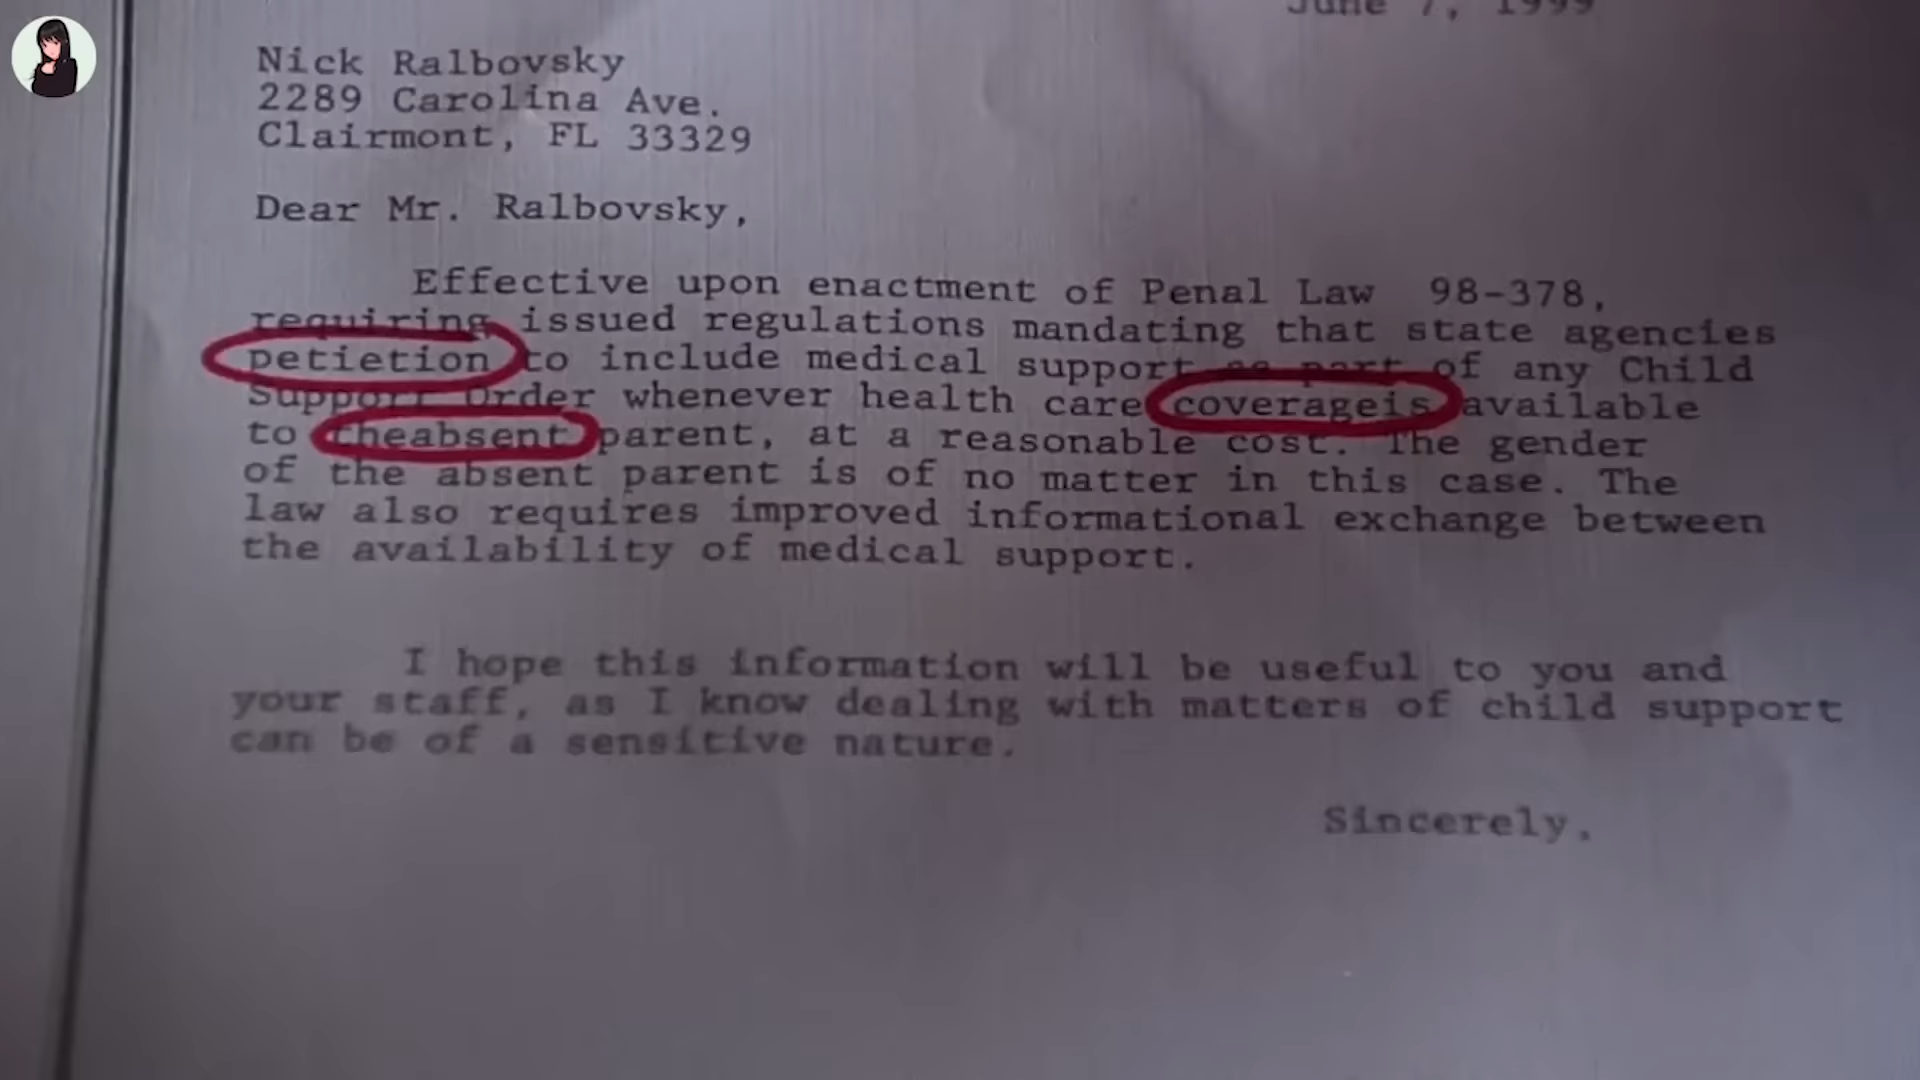 June 7, 1999
Nick Ralbovsky
2289 Carolina Ave.
Clairmont, FL 33329
Dear Mr. Ralbovsky,
Effective upon enactment of Penal Law 98-378,
requiring issued regulations mandating that state agencies
petietion to include medical support as part of any Child
Support Order whenever health care coverageis available
to theabsent parent, at a reasonable cost. The gender
of the absent parent is of no matter in this case. The
law also requires improved informational exchange between
the availability of medical support.
I hope this information will be useful to you and
your staff, as I know dealing with matters of child support
can be of a sensitive nature.
Sincerely,